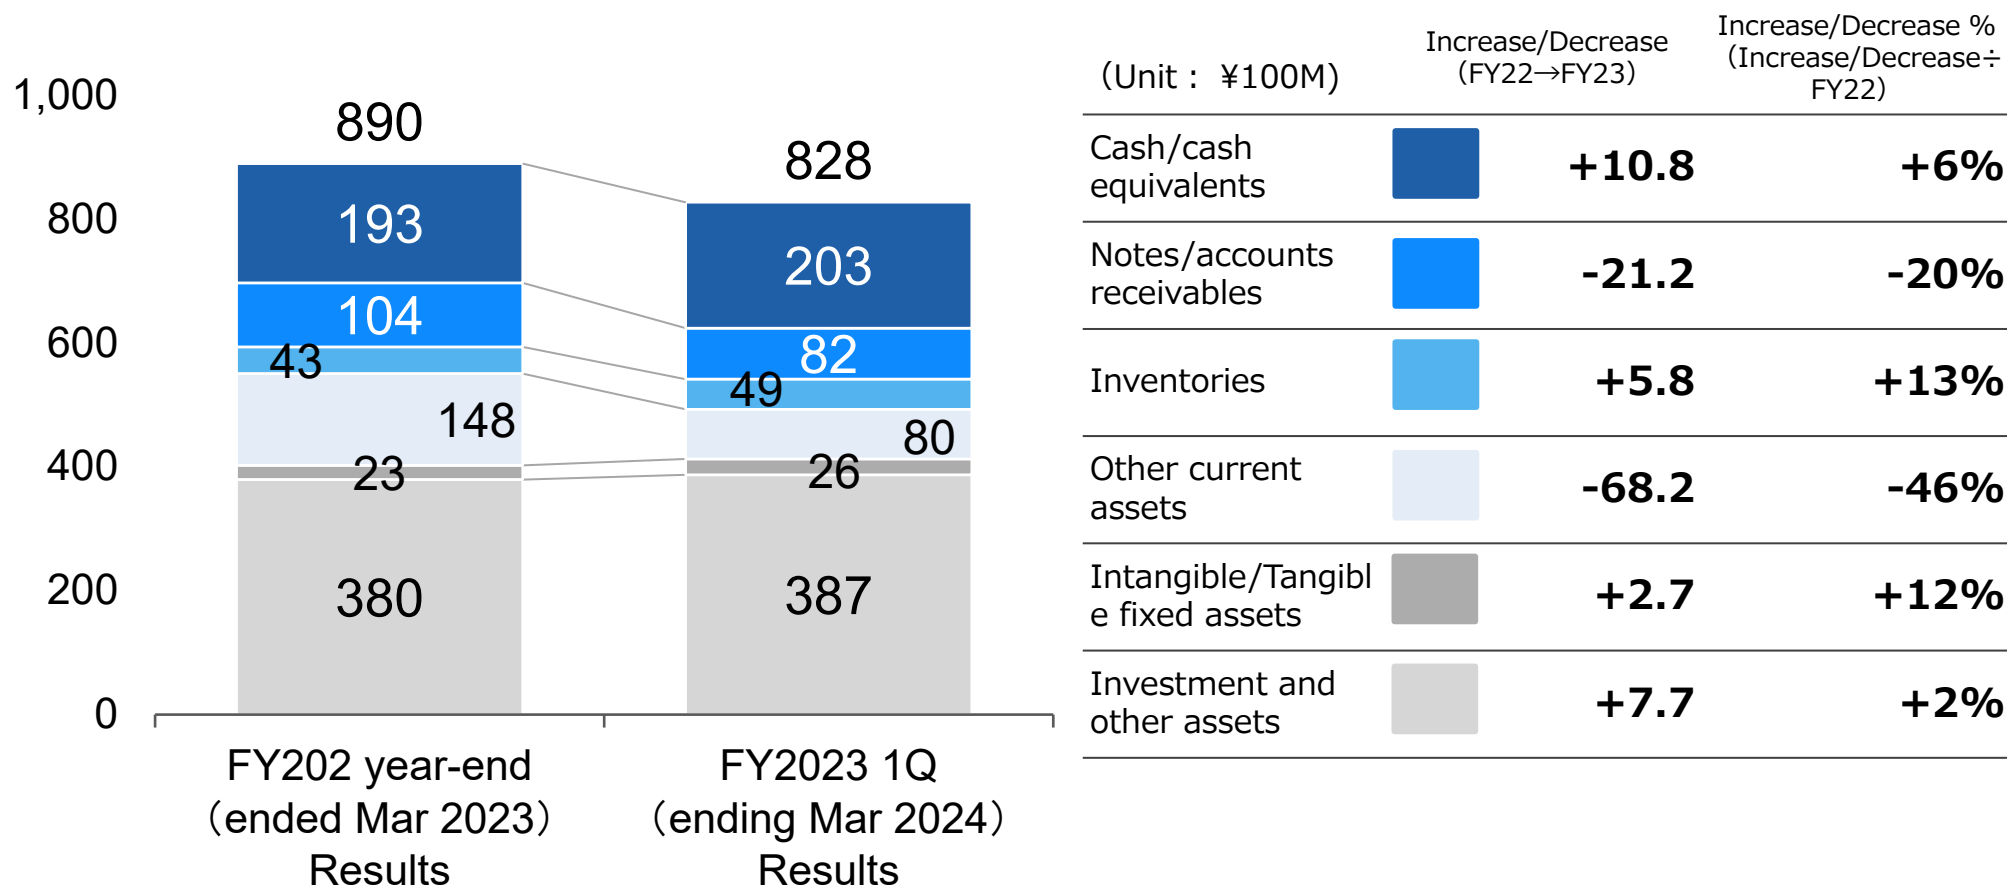 1,000
800
600
400
200
0
890
193
104
43
148
23
380
828
203
82
49
80
26
387
FY202 year-end
（ended Mar 2023）
Results
FY2023 1Q
（ending Mar 2024）
Results
（Unit： ¥100M)
Increase/Decrease
（FY22→FY23）
Increase/Decrease %
（Increase/Decrease÷
FY22）
Cash/cash
equivalents
+10.8
+6%
Notes/accounts
receivables
-21.2
-20%
Inventories
+5.8
+13%
Other current
assets
-68.2
-46%
Intangible/Tangibl
e fixed assets
+2.7
+12%
Investment and
other assets
+7.7
+2%